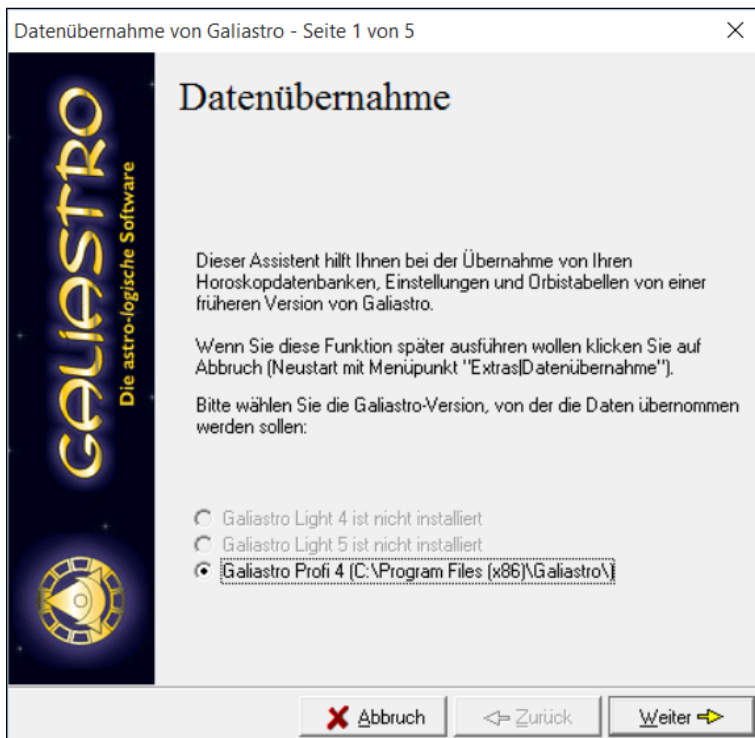 Datenübernahme von Galiastro - Seite 1 von 5
GALIASTRO
Die astro-logische Software
Datenübernahme
Dieser Assistent hilft Ihnen bei der Übernahme von Ihren
Horoskopdatenbanken, Einstellungen und Orbistabellen von einer
früheren Version von Galiastro.
Wenn Sie diese Funktion später ausführen wollen klicken Sie auf
Abbruch (Neustart mit Menüpunkt "Extras|Datenübernahme").
Bitte wählen Sie die Galiastro-Version, von der die Daten übernommen
werden sollen:
Galiastro Light 4 ist nicht installiert
Galiastro Light 5 ist nicht installiert
Galiastro Profi 4 (C:\Program Files (x86)\Galiastro\)
Abbruch
Zurück
Weiter